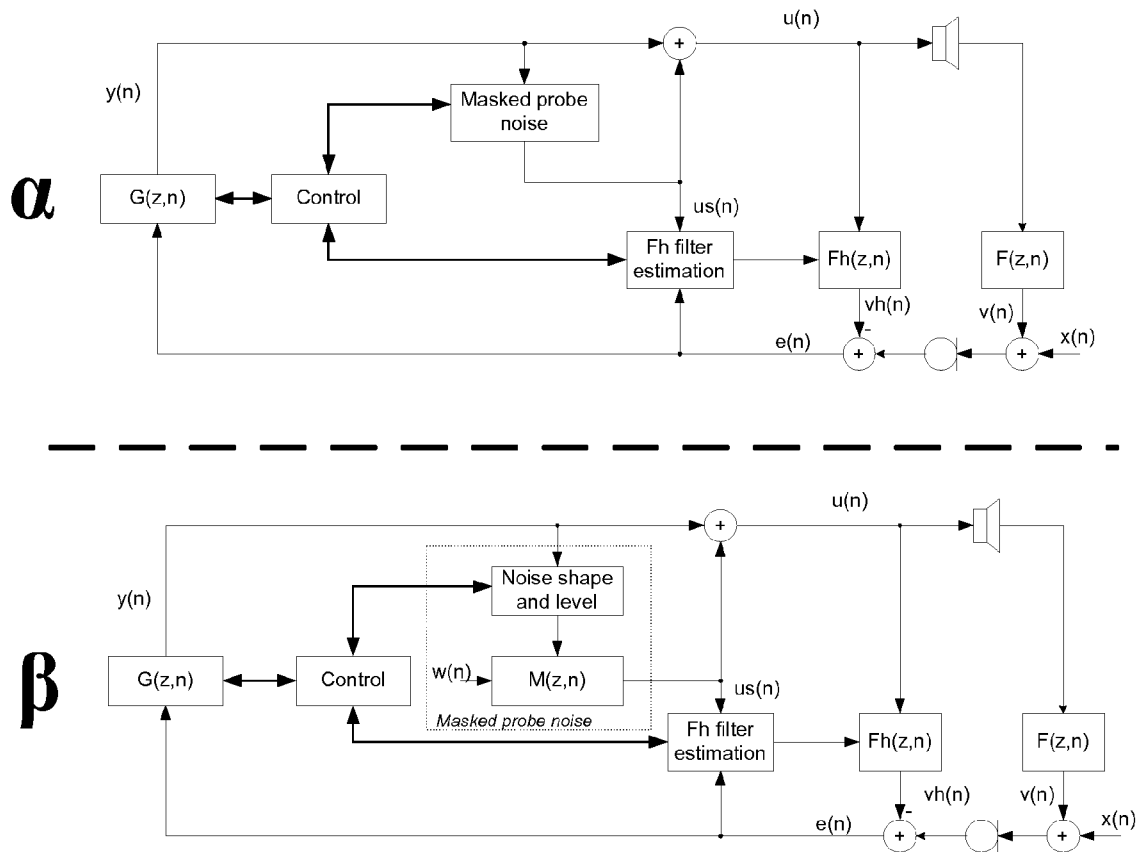 α
u(n)
+
y(n)
Masked probe
noise
G(z,n)
Control
us(n)
Fh filter
estimation
Fh(z,n)
F(z,n)
vh(n)
v(n)
-
e(n)
+
+
x(n)
β
u(n)
+
y(n)
Noise shape
and level
w(n)
M(z,n)
G(z,n)
Control
us(n)
Masked probe noise
Fh filter
estimation
Fh(z,n)
F(z,n)
vh(n)
v(n)
-
e(n)
+
+
x(n)